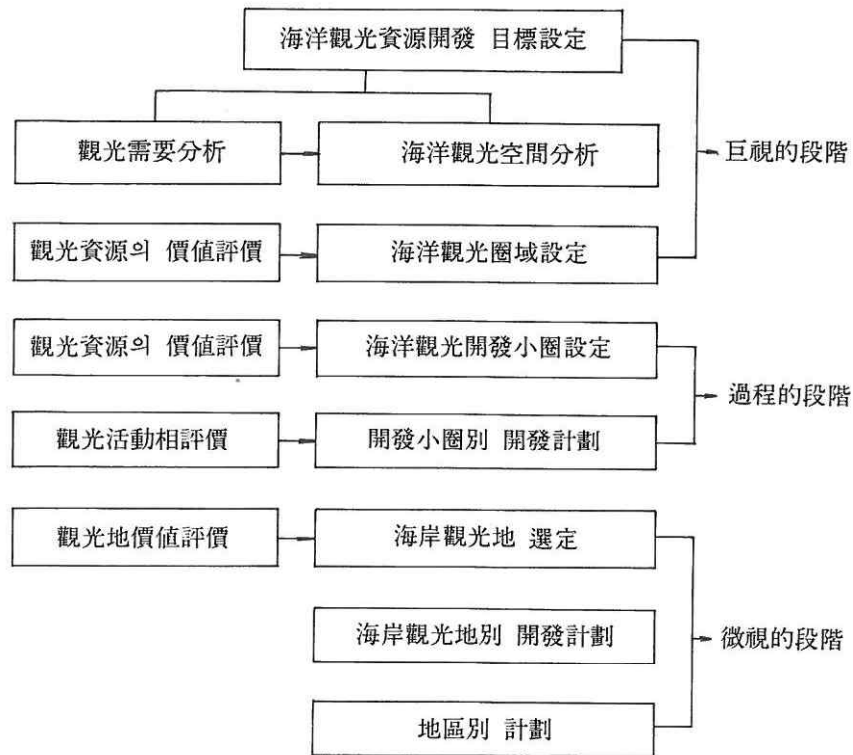 海洋觀光資源開發 目標設定
觀光需要分析
海洋觀光空間分析
巨視的段階
觀光資源의 價値評價
海洋觀光圈域設定
觀光資源의 價値評價
海洋觀光開發小圈設定
過程的段階
觀光活動相評價
開發小圈別 開發計劃
觀光地價値評價
海岸觀光地 選定
海岸觀光地別 開發計劃
微視的段階
地區別 計劃